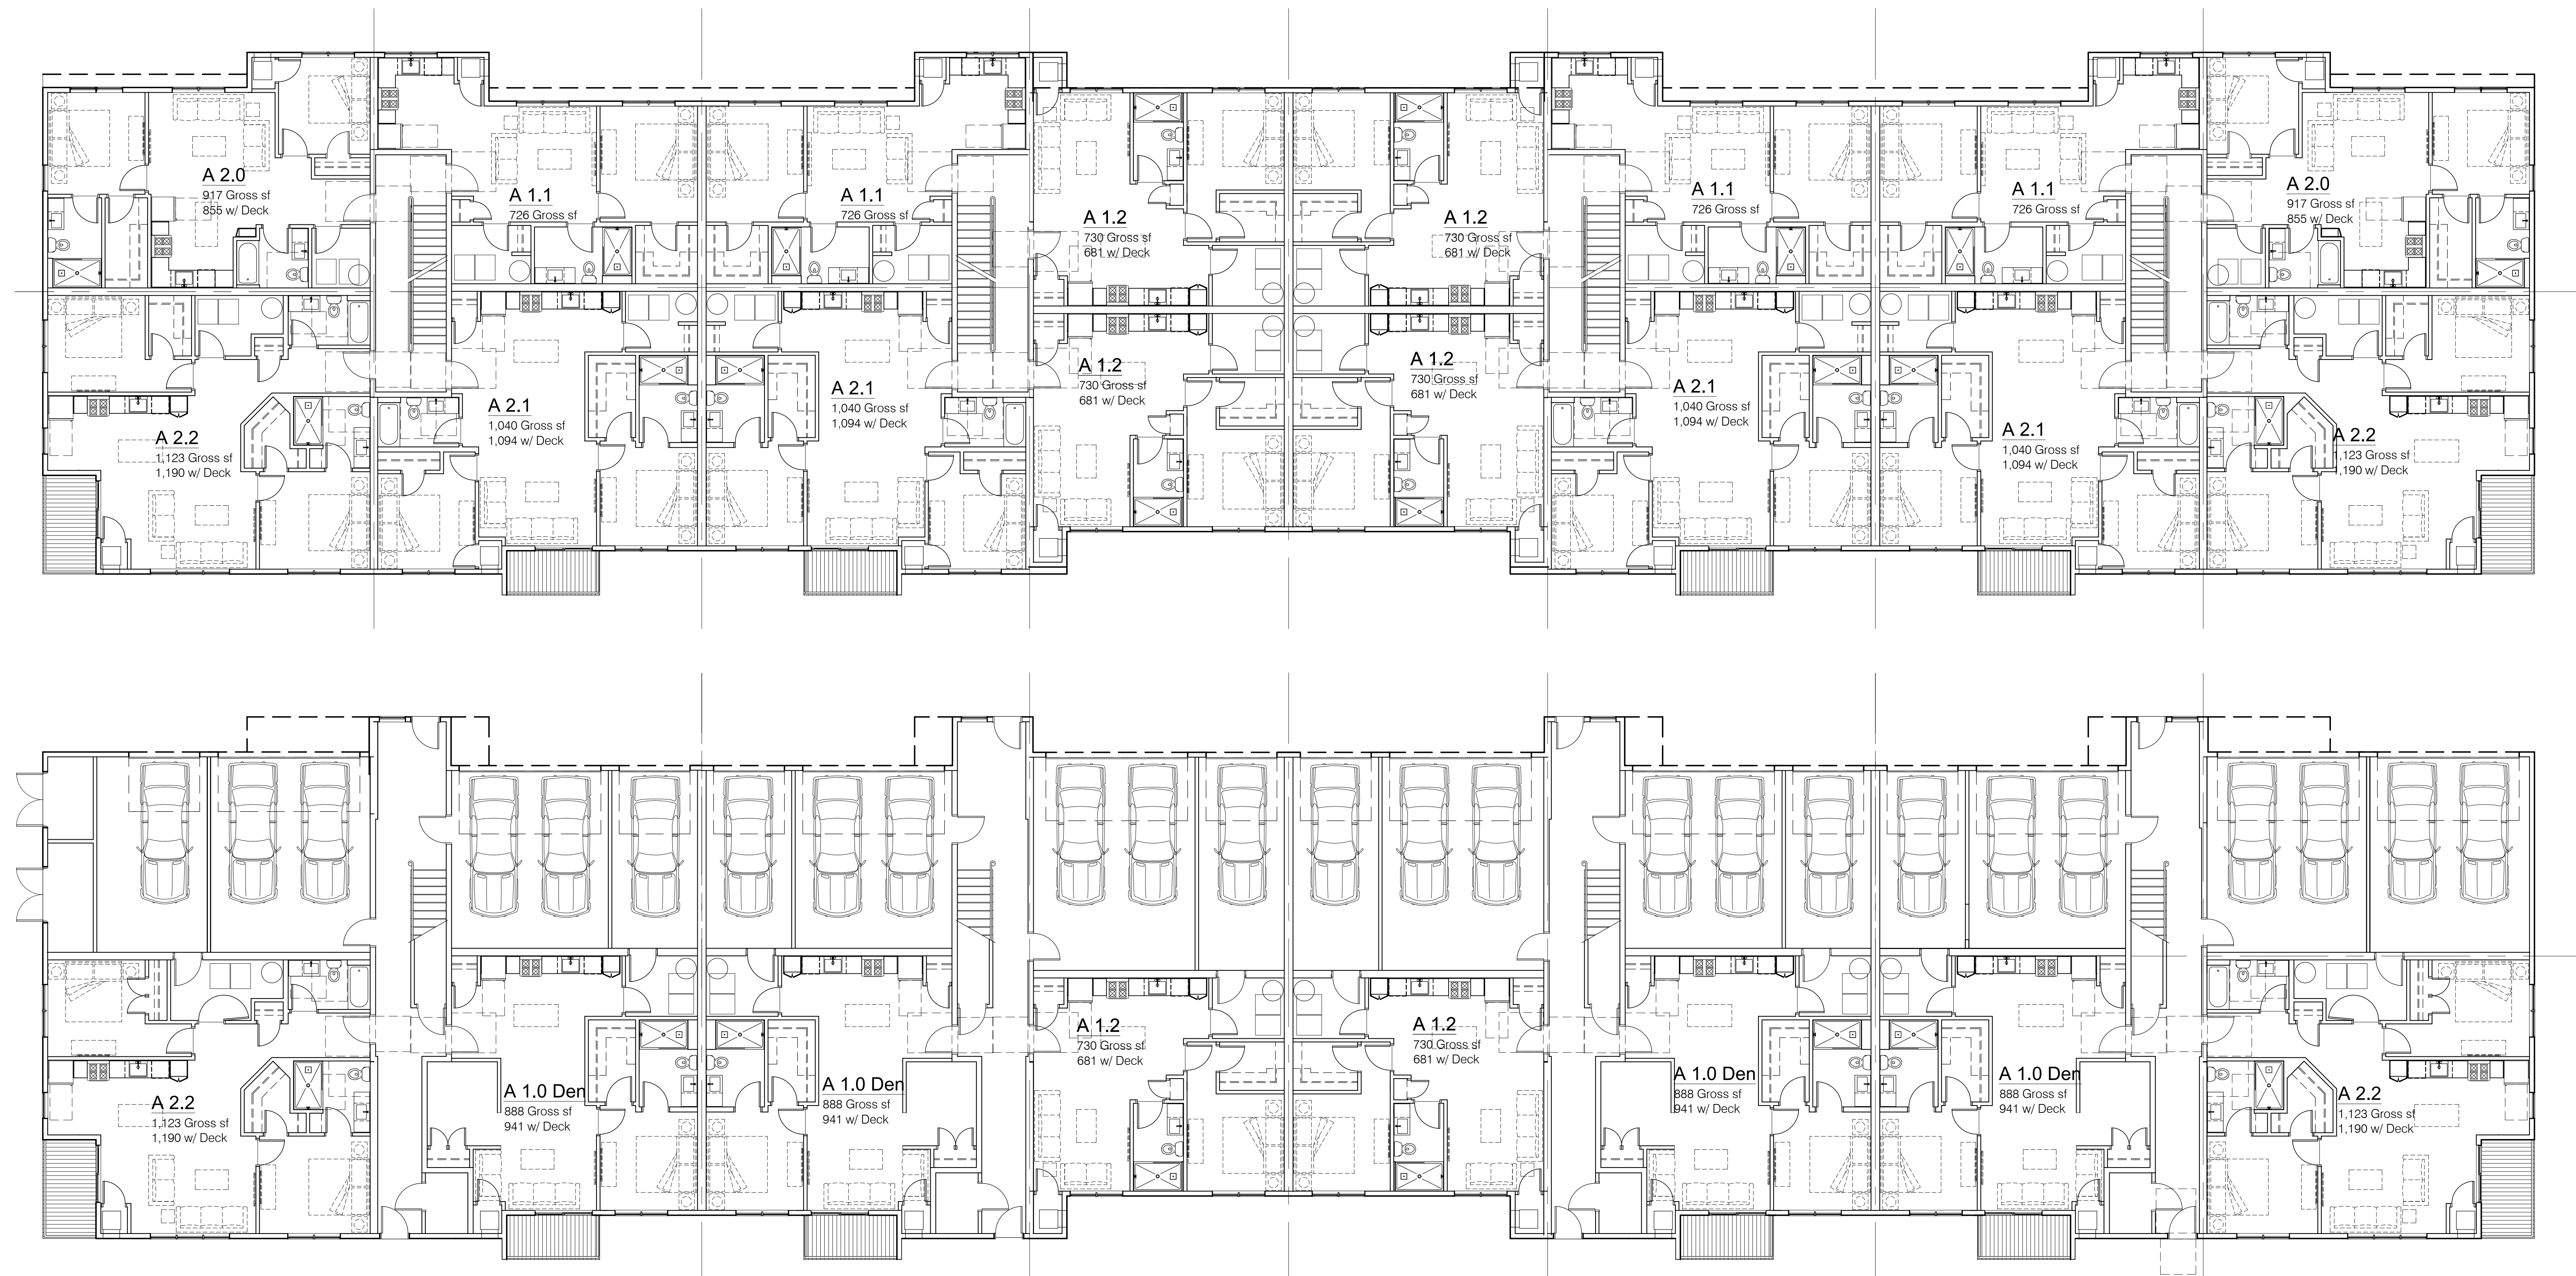 A 2.0
917 Gross sf
855 w/ Deck
A 1.1
726 Gross sf
A 1.1
726 Gross sf
A 1.2
730 Gross sf
681 w/ Deck
A 1.2
730 Gross sf
681 w/ Deck
A 1.1
726 Gross sf
A 1.1
726 Gross sf
A 2.0
917 Gross sf
855 w/ Deck
A 2.2
1,123 Gross sf
1,190 w/ Deck
A 2.1
1,040 Gross sf
1,094 w/ Deck
A 2.1
1,040 Gross sf
1,094 w/ Deck
A 1.2
730 Gross sf
681 w/ Deck
A 1.2
730 Gross sf
681 w/ Deck
A 2.1
1,040 Gross sf
1,094 w/ Deck
A 2.1
1,040 Gross sf
1,094 w/ Deck
A 2.2
1,123 Gross sf
1,190 w/ Deck
A 2.2
1,123 Gross sf
1,190 w/ Deck
A 1.0 Den
888 Gross sf
941 w/ Deck
A 1.0 Den
888 Gross sf
941 w/ Deck
A 1.2
730 Gross sf
681 w/ Deck
A 1.2
730 Gross sf
681 w/ Deck
A 1.0 Den
888 Gross sf
941 w/ Deck
A 1.0 Den
888 Gross sf
941 w/ Deck
A 2.2
1,123 Gross sf
1,190 w/ Deck